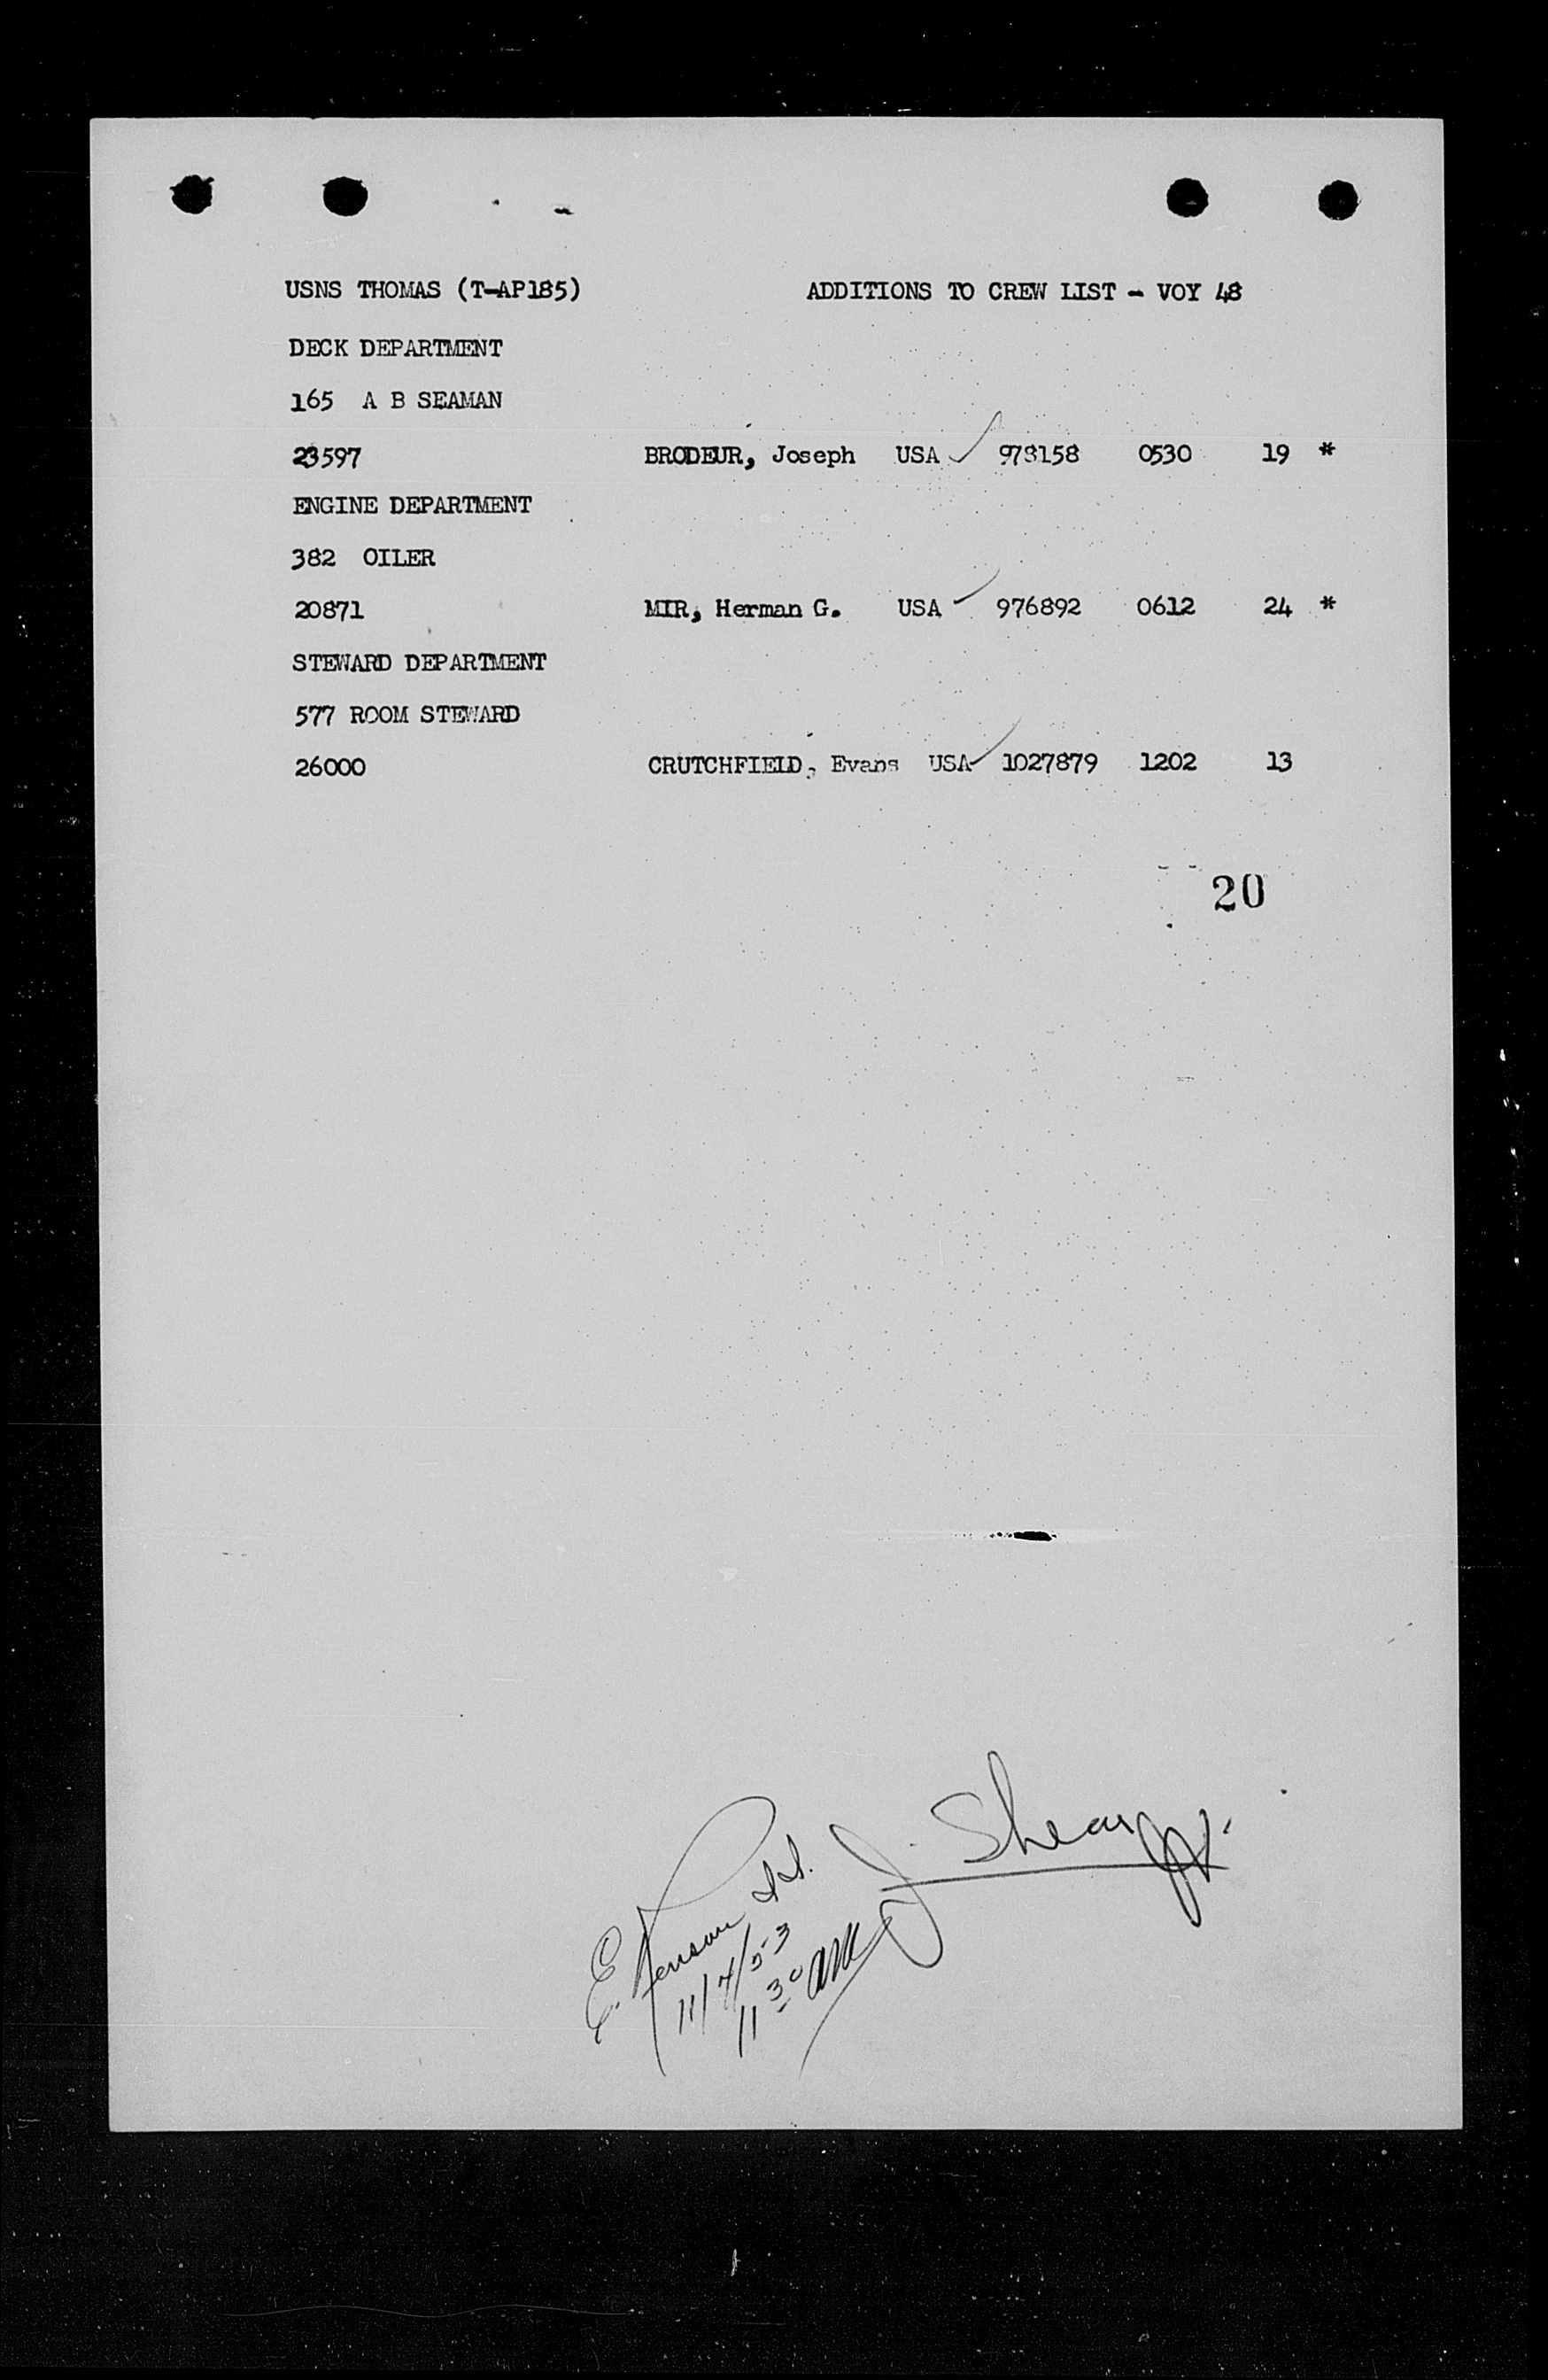 USNS THOMAS (T-AP185) ADDITIONS TO CREW LIST - VOY 48
DECK DEPARTMENT
165 A B SEAMAN
23597 BRODEUR, Joseph USA ✓ 973158 0530 19 *
ENGINE DEPARTMENT
382 OILER
20871 MIR, Herman G. USA ✓ 976892 0612 24 *
STEWARD DEPARTMENT
577 ROOM STEWARD
26000 CRUTCHFIELD, Evans USA ✓ 1027879 1202 13
20
J. Shea
E.
11/4/53
11 30 AM